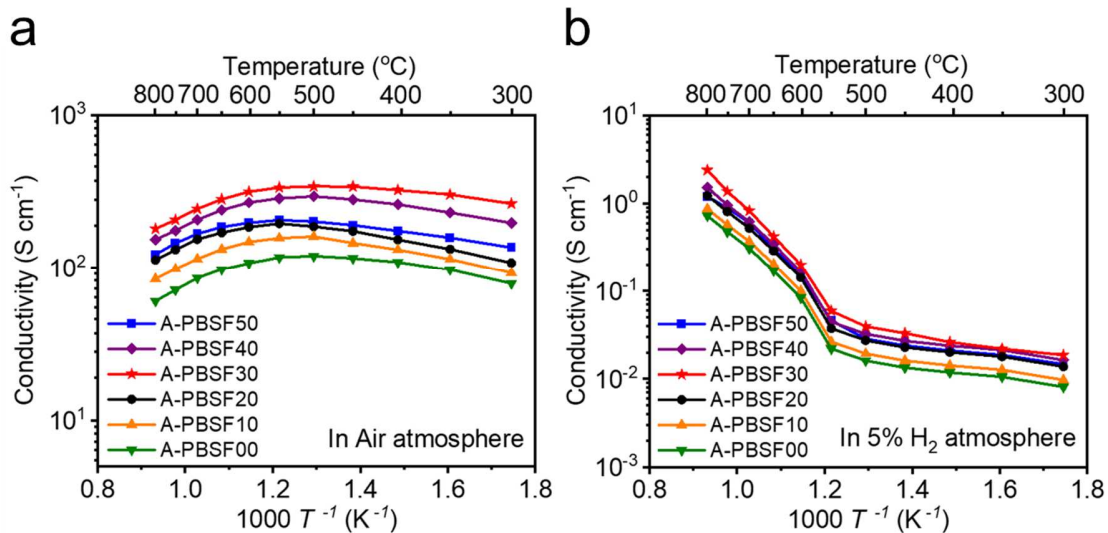 a
Temperature (°C)
800 700 600 500 400 300
10³
10²
10¹
Conductivity (S cm⁻¹)
A-PBSF50
A-PBSF40
A-PBSF30
A-PBSF20
A-PBSF10
A-PBSF00
In Air atmosphere
0.8 1.0 1.2 1.4 1.6 1.8
1000 T ⁻¹ (K⁻¹)
b
Temperature (°C)
800 700 600 500 400 300
10¹
10⁰
10⁻¹
10⁻²
10⁻³
Conductivity (S cm⁻¹)
A-PBSF50
A-PBSF40
A-PBSF30
A-PBSF20
A-PBSF10
A-PBSF00
In 5% H₂ atmosphere
0.8 1.0 1.2 1.4 1.6 1.8
1000 T ⁻¹ (K⁻¹)